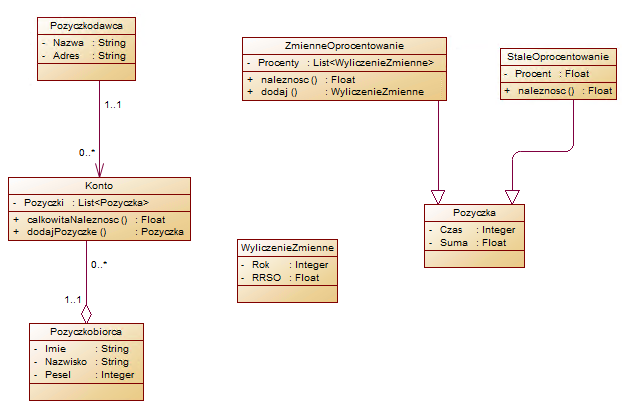 Pozyczkodawca
- Nazwa : String
- Adres : String
1..1
0..*
Konto
- Pozyczki : List<Pozyczka>
+ calkowitaNaleznosc () : Float
+ dodajPozyczke () : Pozyczka
0..*
1..1
Pozyczkobiorca
- Imie : String
- Nazwisko : String
- Pesel : Integer
ZmienneOprocentowanie
- Procenty : List<WyliczenieZmienne>
+ naleznosc () : Float
+ dodaj () : WyliczenieZmienne
StaleOprocentowanie
- Procent : Float
+ naleznosc () : Float
Pozyczka
- Czas : Integer
- Suma : Float
WyliczenieZmienne
- Rok : Integer
- RRSO : Float